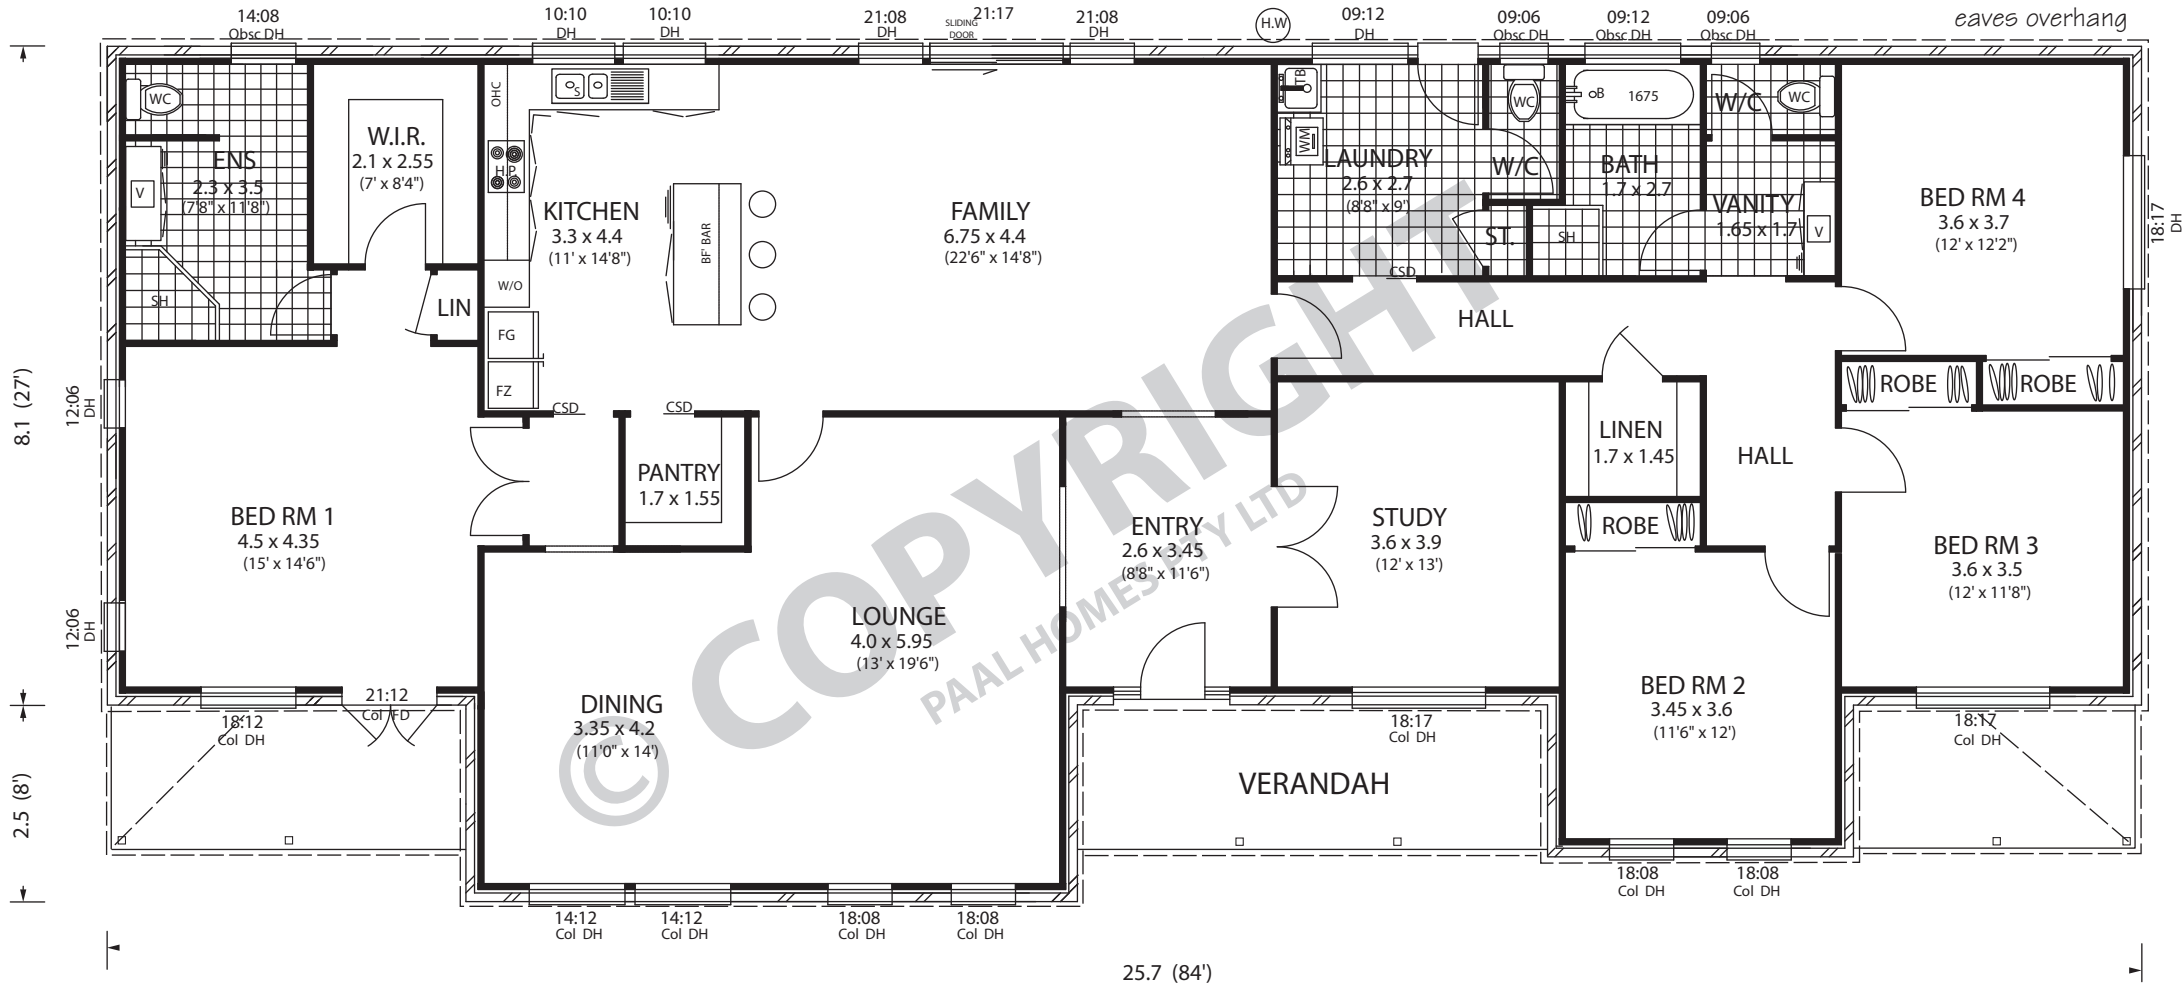 14:08
Obsc DH
10:10
DH
10:10
DH
21:08
DH
SLIDING
DOOR
21:17
21:08
DH
H.W
09:12
DH
09:06
Obsc DH
09:12
Obsc DH
09:06
Obsc DH
eaves overhang
WC
ENS
2.3 x 3.5
(7'8" x 11'8")
V
SH
W.I.R.
2.1 x 2.55
(7' x 8'4")
LIN
OHC
S
H.P.
W/O
FG
FZ
KITCHEN
3.3 x 4.4
(11' x 14'8")
BF' BAR
FAMILY
6.75 x 4.4
(22'6" x 14'8")
TB
WM
LAUNDRY
2.6 x 2.7
(8'8" x 9')
WC
W/C
ST.
B
1675
BATH
1.7 x 2.7
SH
W/C
WC
VANITY
1.65 x 1.7
V
BED RM 4
3.6 x 3.7
(12' x 12'2")
18:17
DH
CSD
HALL
ROBE
ROBE
8.1 (27')
12:06
DH
12:06
DH
CSD
CSD
PANTRY
1.7 x 1.55
BED RM 1
4.5 x 4.35
(15' x 14'6")
LOUNGE
4.0 x 5.95
(13' x 19'6")
ENTRY
2.6 x 3.45
(8'8" x 11'6")
STUDY
3.6 x 3.9
(12' x 13')
LINEN
1.7 x 1.45
HALL
ROBE
BED RM 3
3.6 x 3.5
(12' x 11'8")
BED RM 2
3.45 x 3.6
(11'6" x 12')
DINING
3.35 x 4.2
(11'0" x 14')
© COPYRIGHT
PAAL HOMES PTY LTD
18:12
Col DH
21:12
Col FD
18:17
Col DH
18:17
Col DH
VERANDAH
2.5 (8')
14:12
Col DH
14:12
Col DH
18:08
Col DH
18:08
Col DH
18:08
Col DH
18:08
Col DH
25.7 (84')